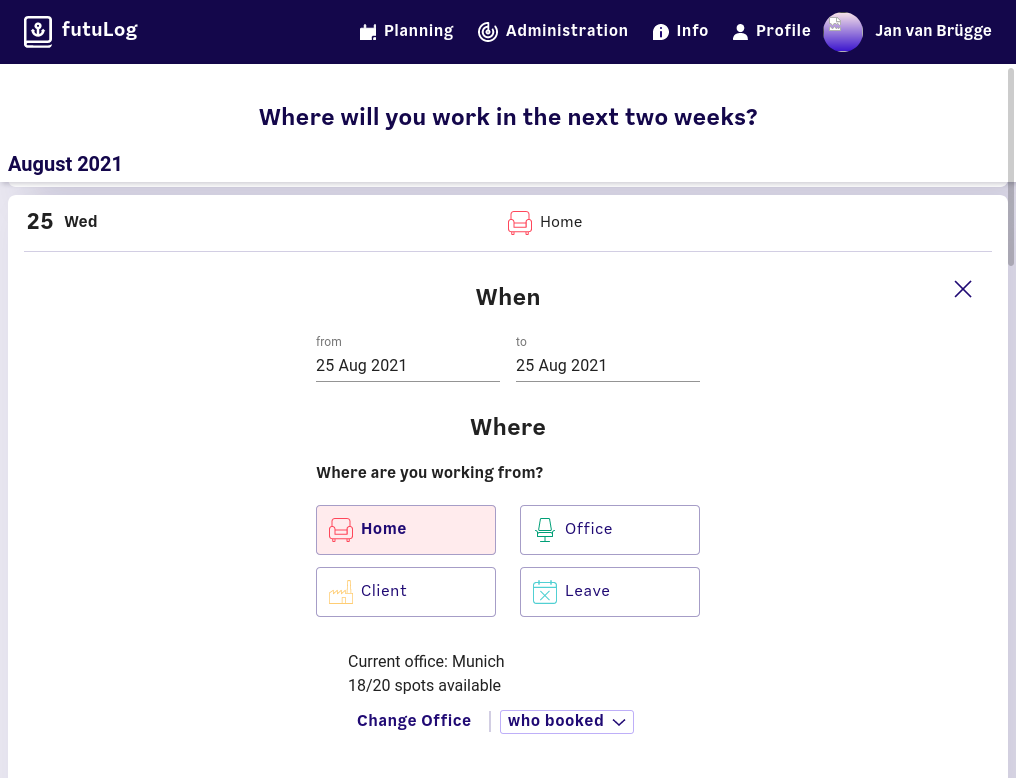 futuLog Planning Administration Info Profile Jan van Brügge
Where will you work in the next two weeks?
August 2021
25 Wed Home
When
from to
25 Aug 2021 25 Aug 2021
Where
Where are you working from?
Home Office
Client Leave
Current office: Munich
18/20 spots available
Change Office who booked